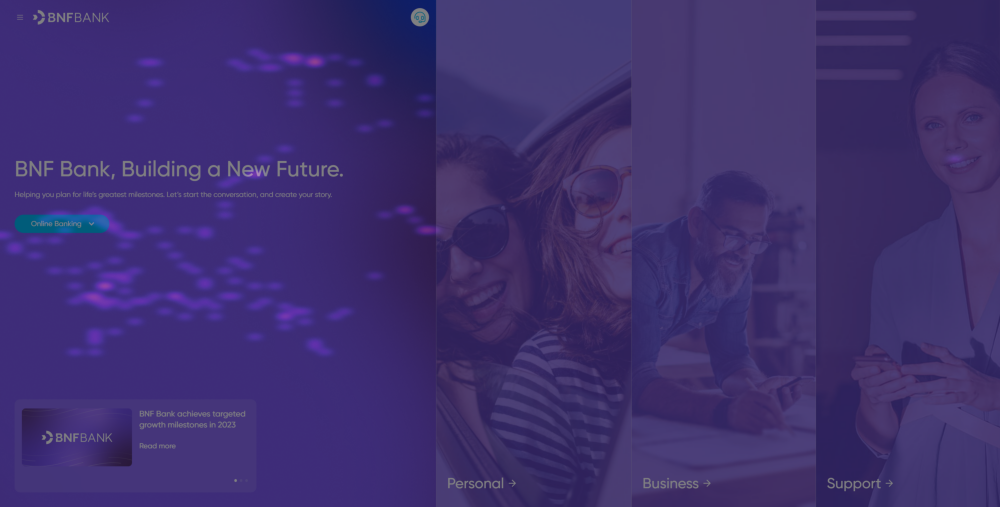 BNFBANK
BNF Bank, Building a New Future.
Helping you plan for life's greatest milestones. Let's start the conversation, and create your story.
Online Banking
BNFBANK
BNF Bank achieves targeted
growth milestones in 2023
Read more
Personal →
Business →
Support →